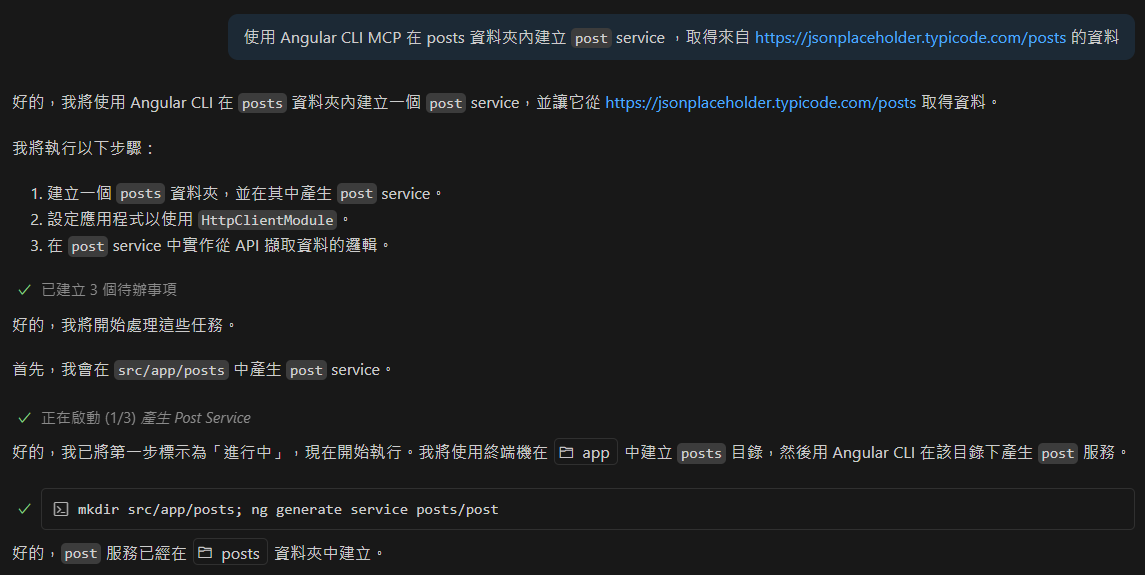 使用 Angular CLI MCP 在 posts 資料夾內建立 post service ，取得來自 https://jsonplaceholder.typicode.com/posts 的資料
好的，我將使用 Angular CLI 在 posts 資料夾內建立一個 post service，並讓它從 https://jsonplaceholder.typicode.com/posts 取得資料。
我將執行以下步驟：
1. 建立一個 posts 資料夾，並在其中產生 post service。
2. 設定應用程式以使用 HttpClientModule 。
3. 在 post service 中實作從 API 擷取資料的邏輯。
已建立 3 個待辦事項
好的，我將開始處理這些任務。
首先，我會在 src/app/posts 中產生 post service。
正在啟動 (1/3) 產生 Post Service
好的，我已將第一步標示為「進行中」，現在開始執行。我將使用終端機在 app 中建立 posts 目錄，然後用 Angular CLI 在該目錄下產生 post 服務。
mkdir src/app/posts; ng generate service posts/post
好的，post 服務已經在 posts 資料夾中建立。